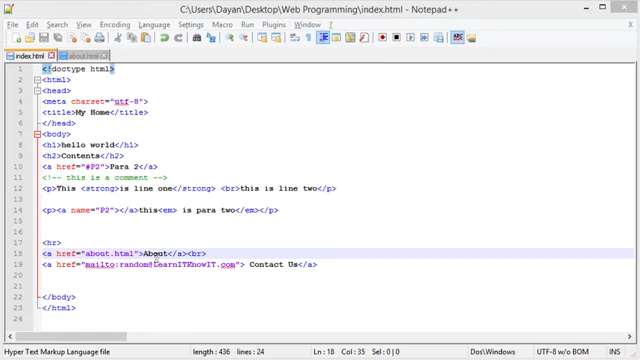 C:\Users\Dayan\Desktop\Web Programming\index.html - Notepad++
File Edit Search View Encoding Language Settings Macro Run Plugins Window ?
index.html about.html
1 <!doctype html>
2 <html>
3 <head>
4 <meta charset="utf-8">
5 <title>My Home</title>
6 </head>
7 <body>
8 <h1>hello world</h1>
9 <h2>Contents</h2>
10 <a href="#P2">Para 2</a>
11 <!-- this is a comment -->
12 <p>This <strong>is line one</strong> <br>this is line two</p>
13
14 <p><a name="P2"></a>this<em> is para two</em></p>
15
16
17 <hr>
18 <a href="about.html">About</a><br>
19 <a href="mailto:random@LearnITKnowIT.com"> Contact Us</a>
20
21
22 </body>
23 </html>
24
Hyper Text Markup Language file length : 436 lines : 24 Ln : 18 Col : 35 Sel : 0 | 0 Dos\Windows UTF-8 w/o BOM INS